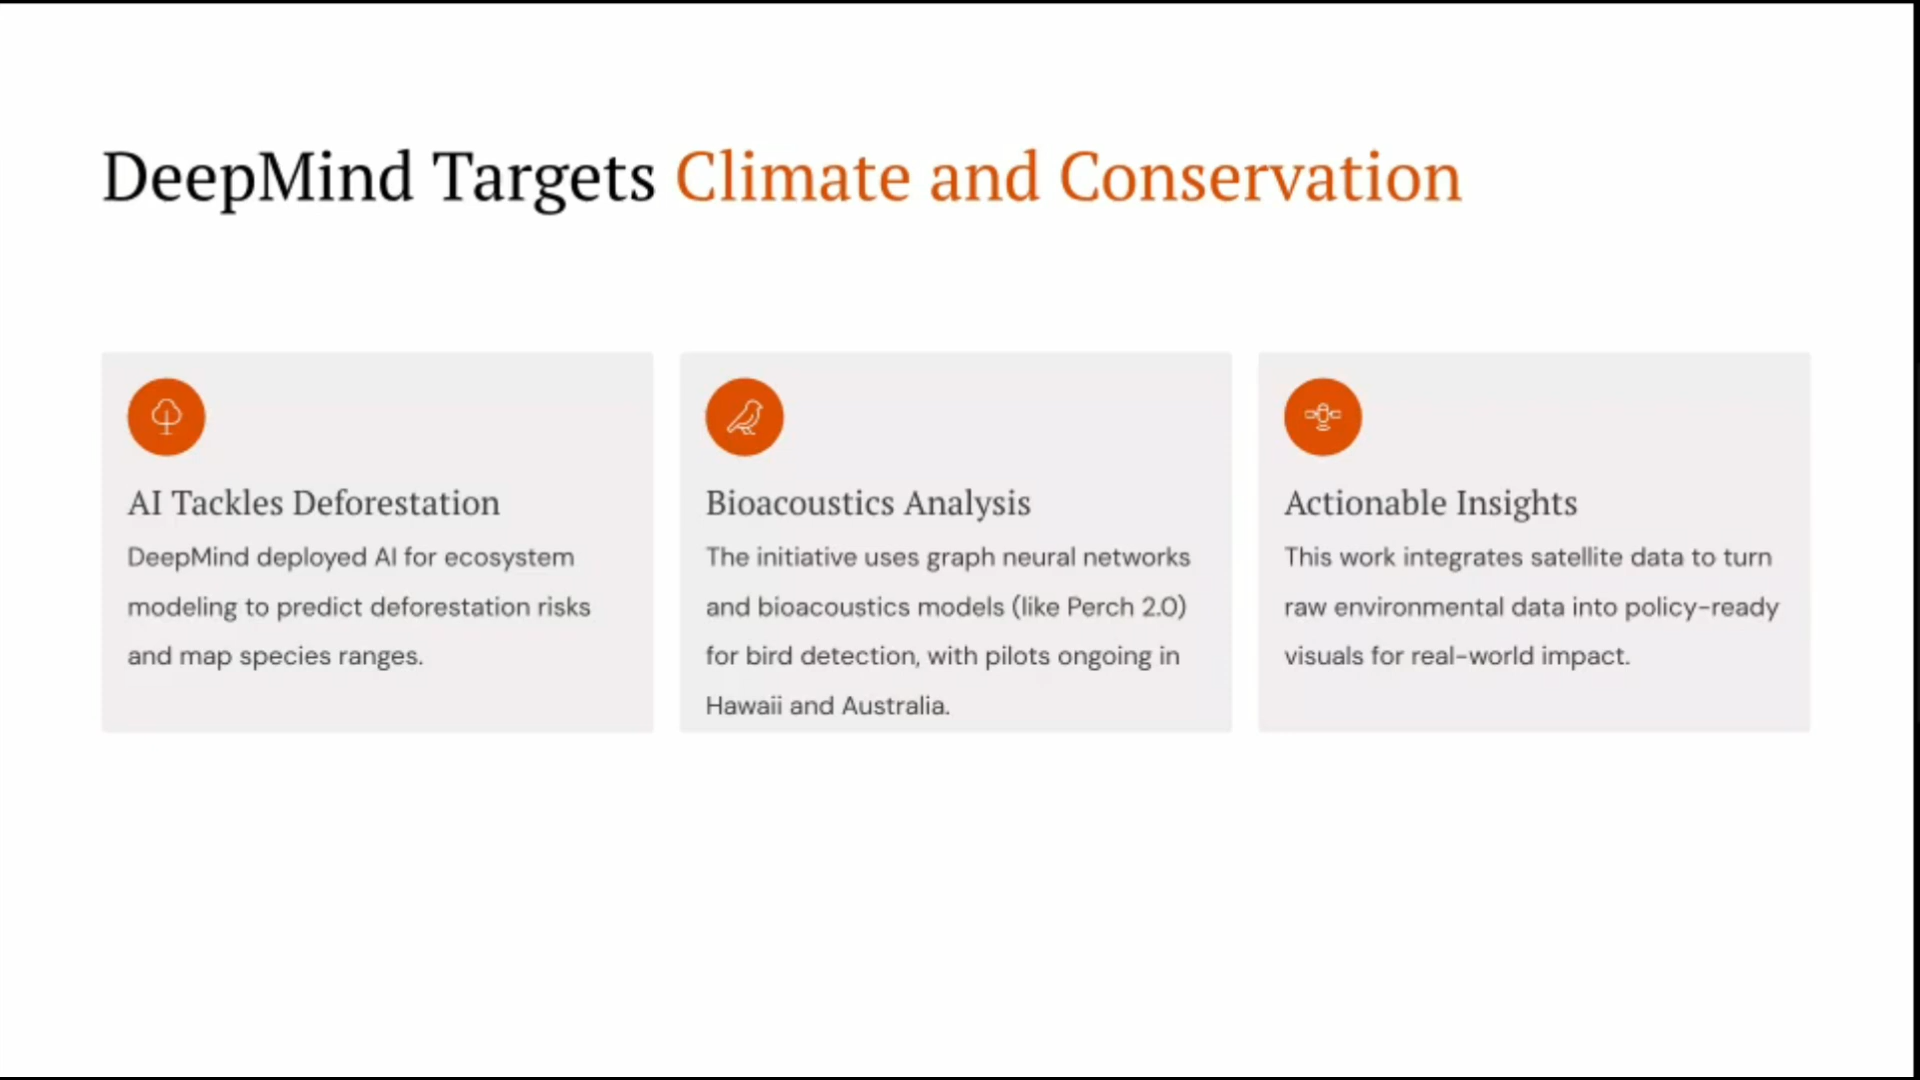 DeepMind Targets Climate and Conservation
AI Tackles Deforestation
DeepMind deployed AI for ecosystem
modeling to predict deforestation risks
and map species ranges.
Bioacoustics Analysis
The initiative uses graph neural networks
and bioacoustics models (like Perch 2.0)
for bird detection, with pilots ongoing in
Hawaii and Australia.
Actionable Insights
This work integrates satellite data to turn
raw environmental data into policy-ready
visuals for real-world impact.